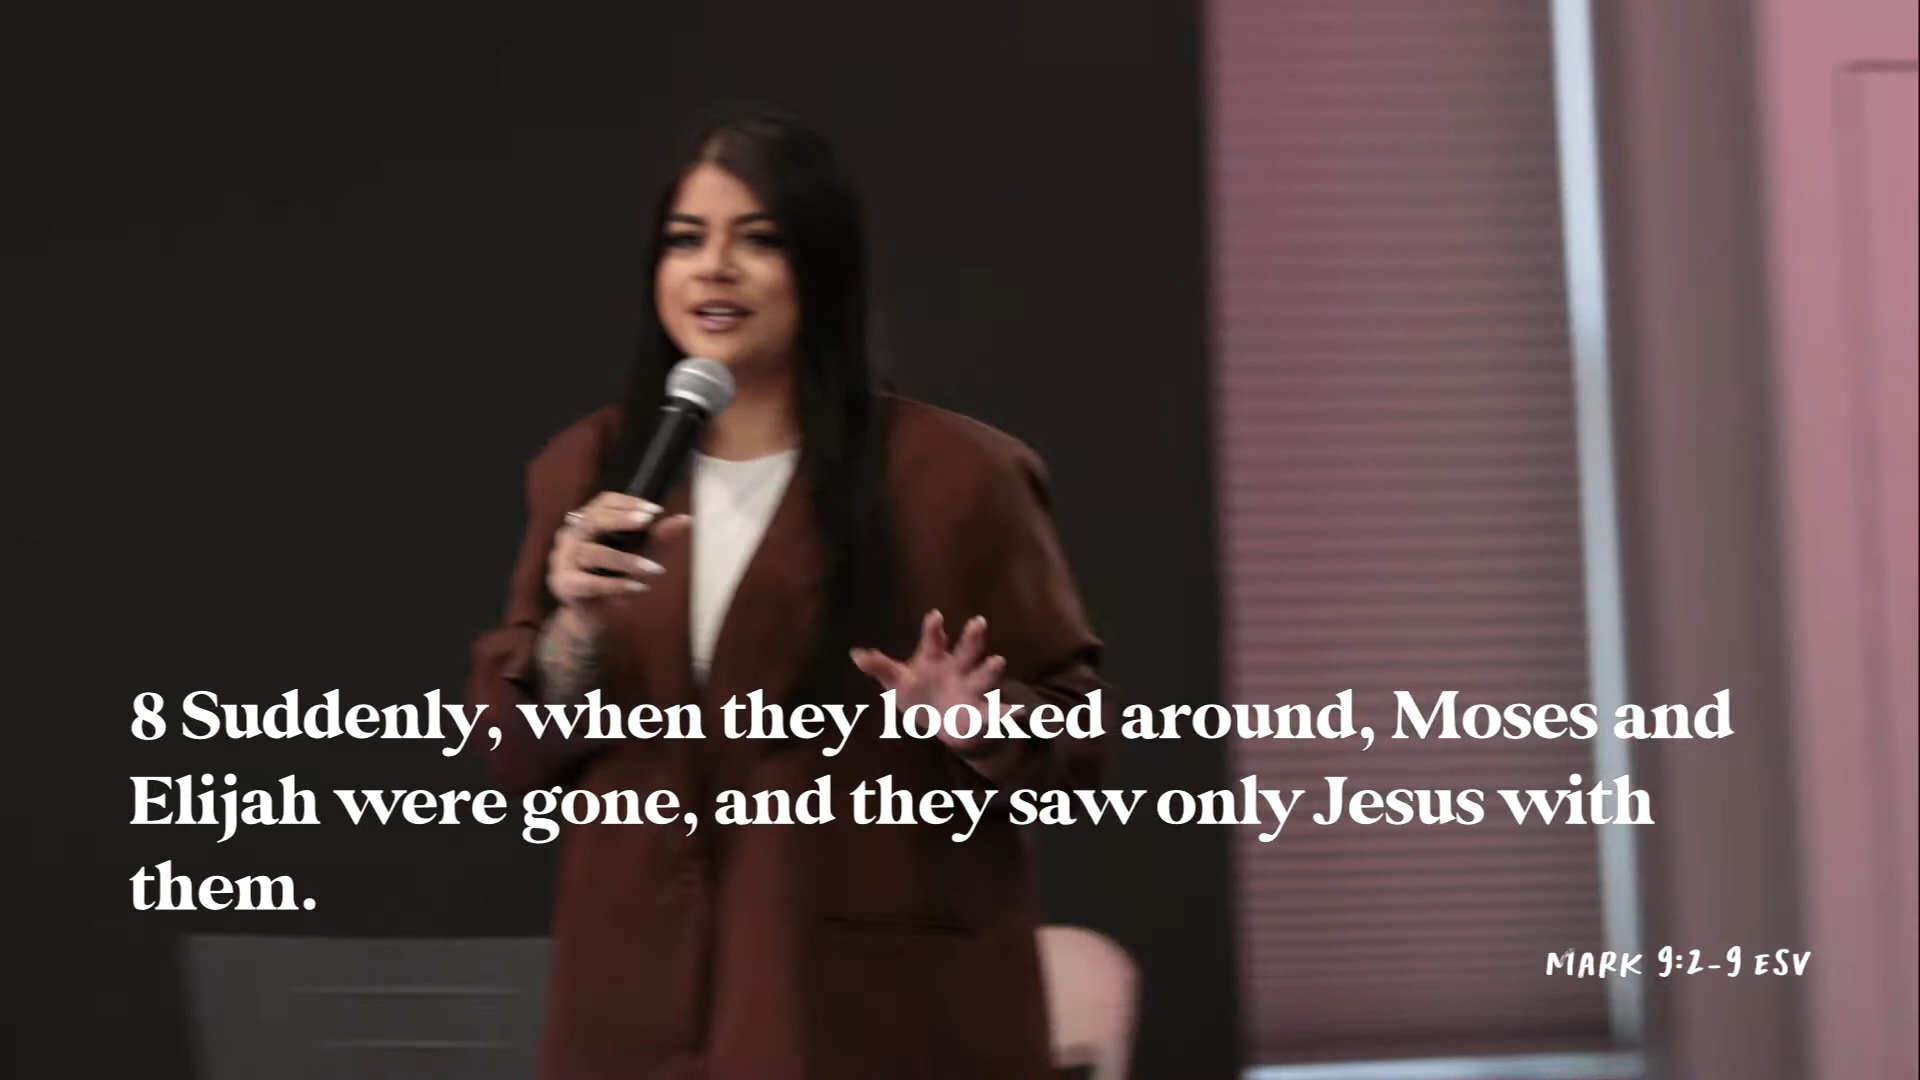 8 Suddenly, when they looked around, Moses and
Elijah were gone, and they saw only Jesus with
them.
MARK 9:2-9 ESV